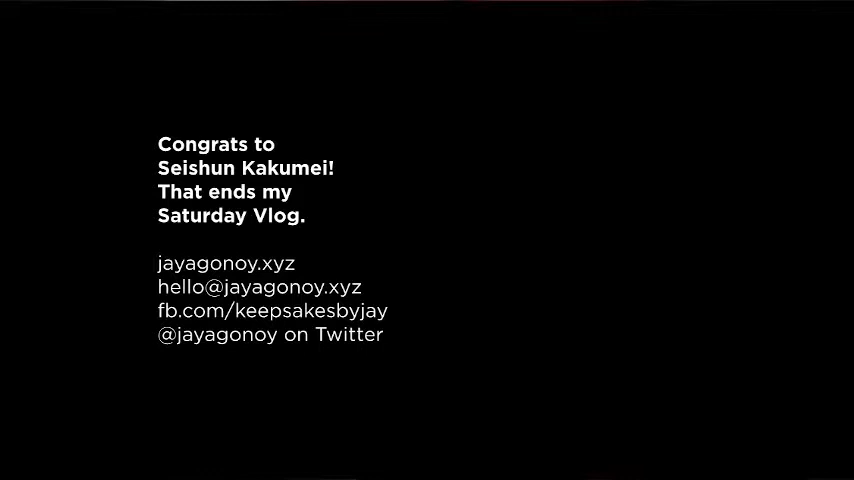 Congrats to
Seishun Kakumei!
That ends my
Saturday Vlog.
jayagonoy.xyz
hello@jayagonoy.xyz
fb.com/keepsakesbyjay
@jayagonoy on Twitter